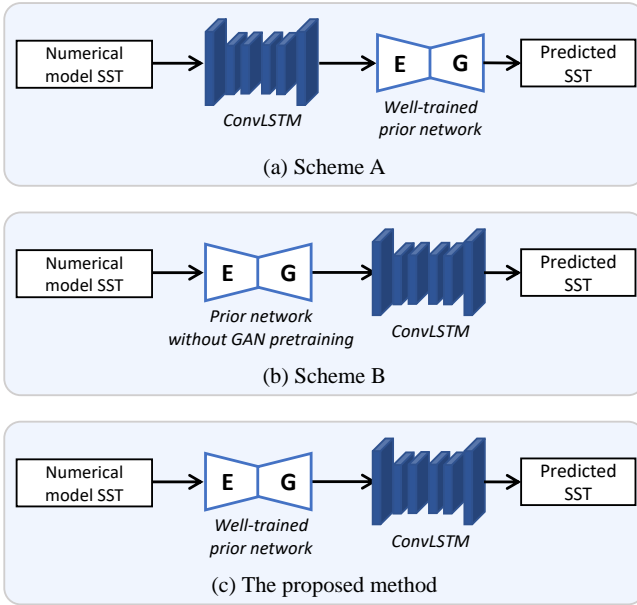 Numerical
model SST
E
G
Predicted
SST
ConvLSTM
Well-trained
prior network
(a) Scheme A
Numerical
model SST
E
G
Predicted
SST
Prior network
without GAN pretraining
ConvLSTM
(b) Scheme B
Numerical
model SST
E
G
Predicted
SST
Well-trained
prior network
ConvLSTM
(c) The proposed method